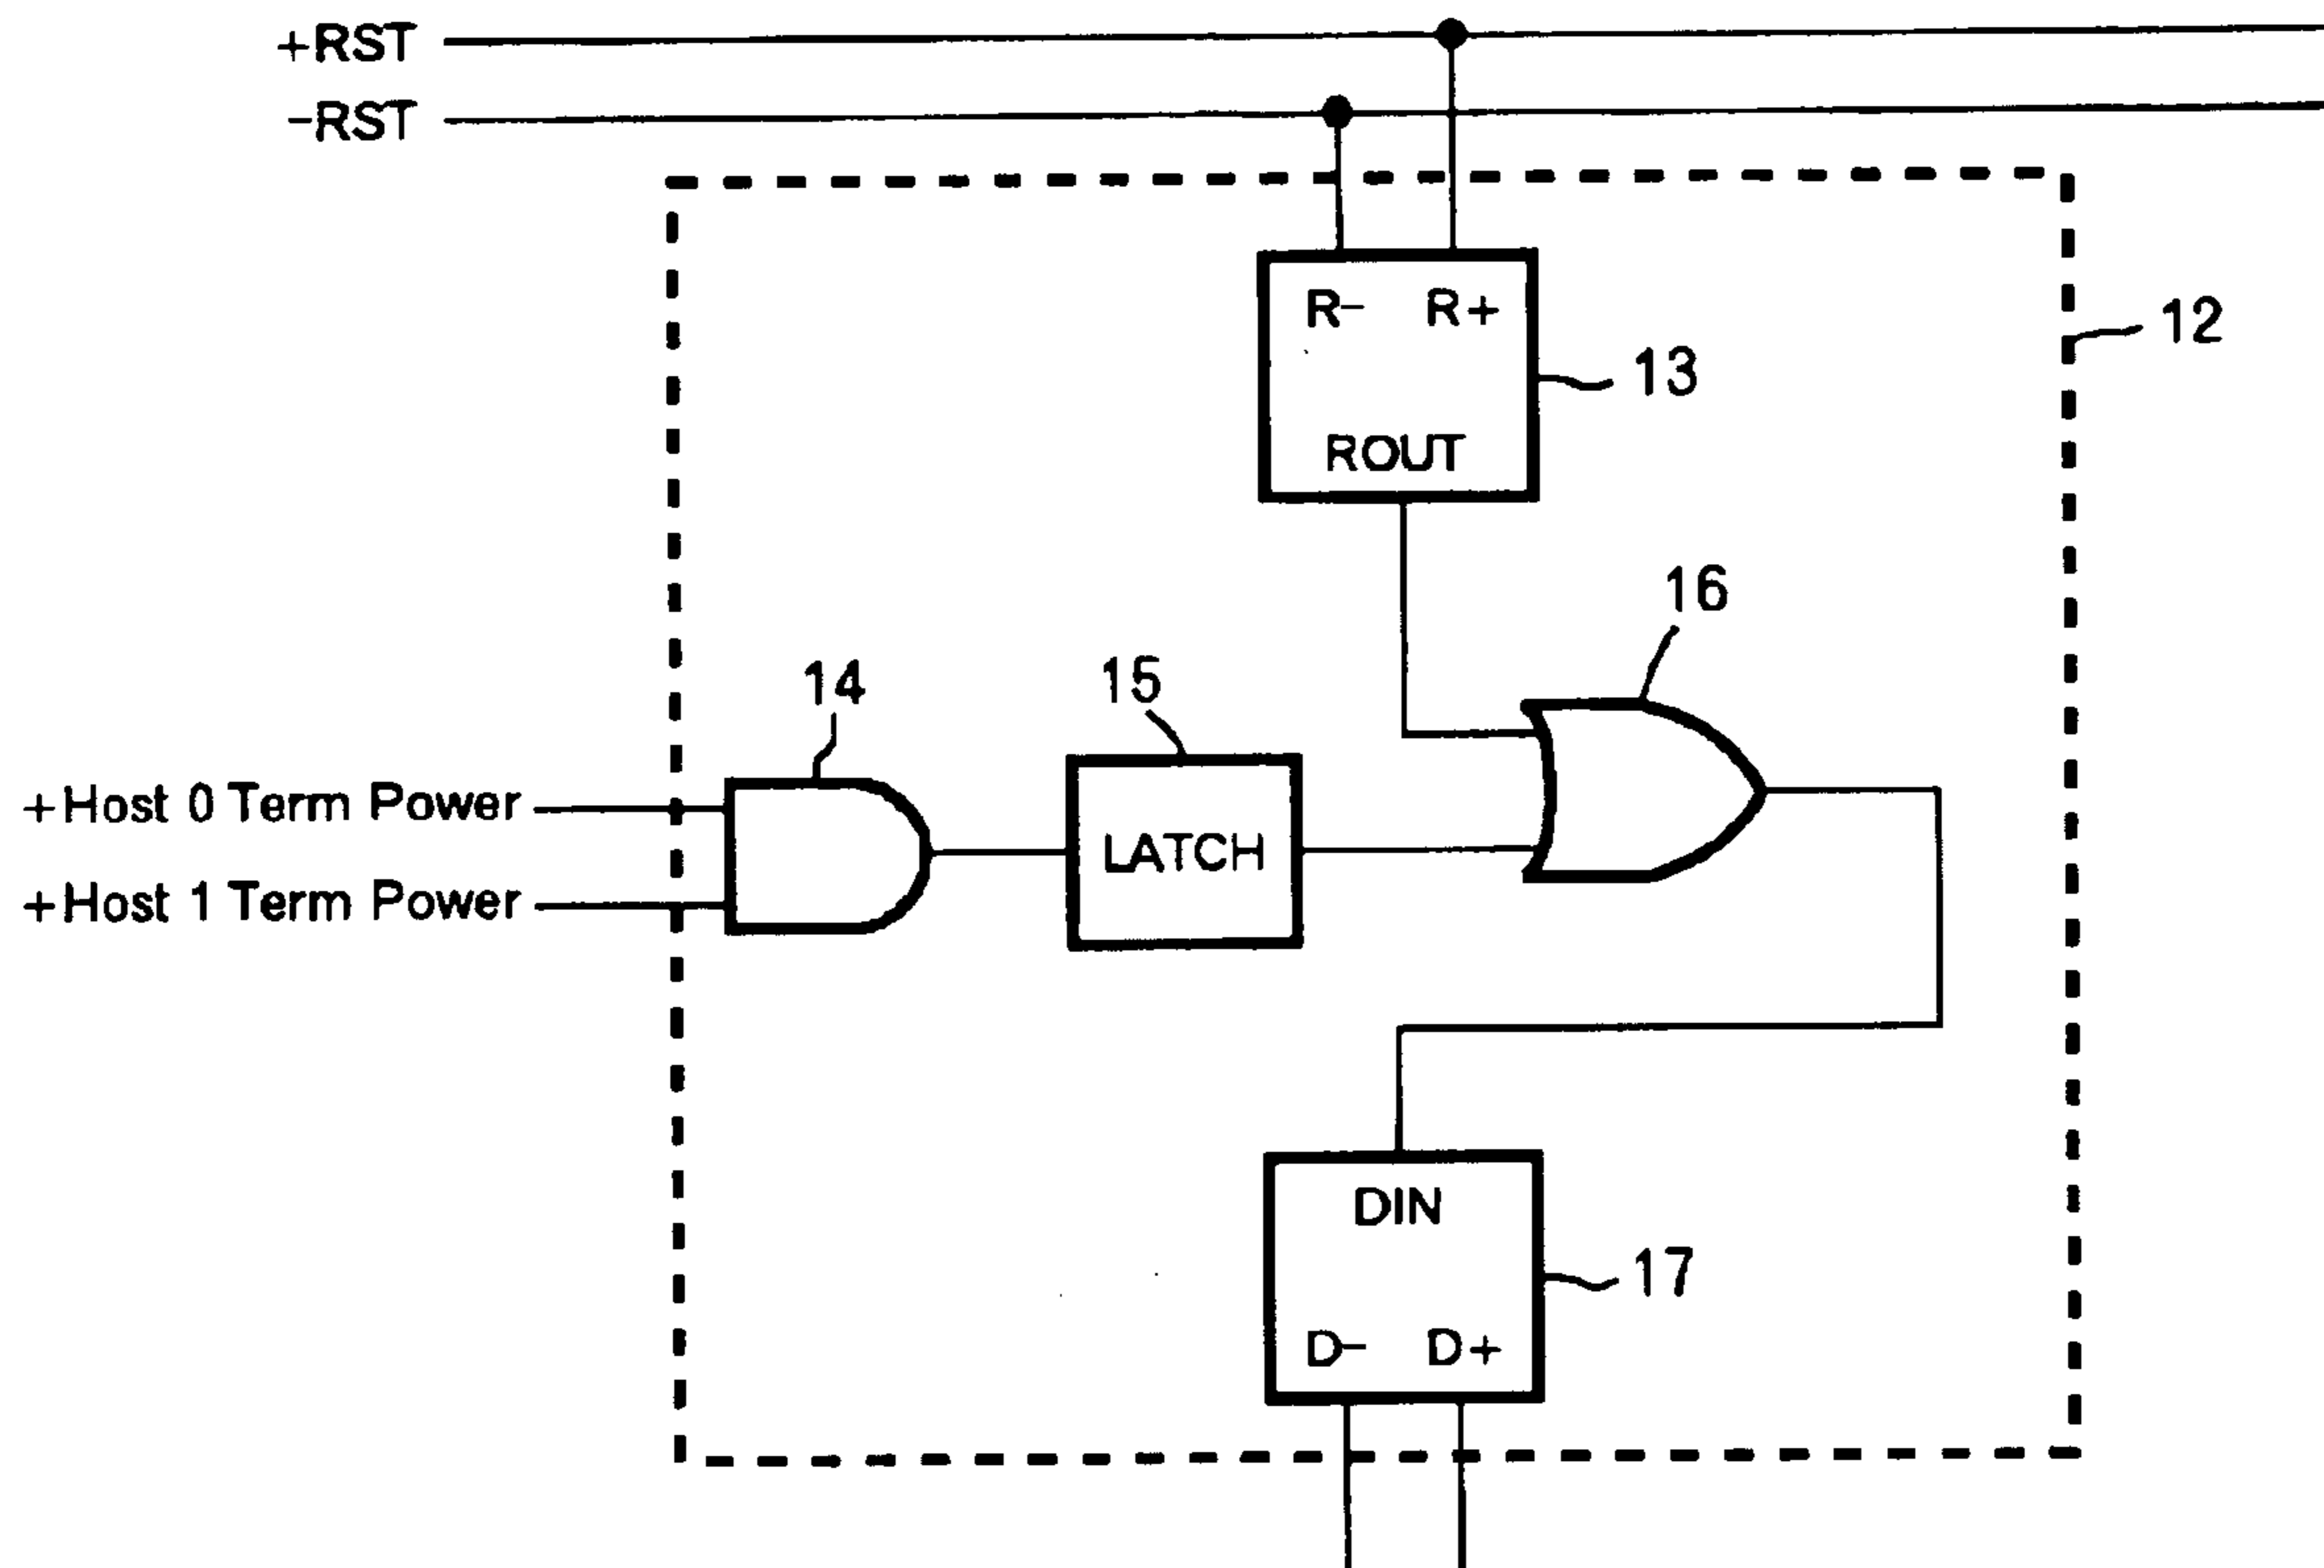 +RST
−RST
12
R− R+
13
ROUT
16
14
15
+Host 0 Term Power
LATCH
+Host 1 Term Power
DIN
17
D− D+